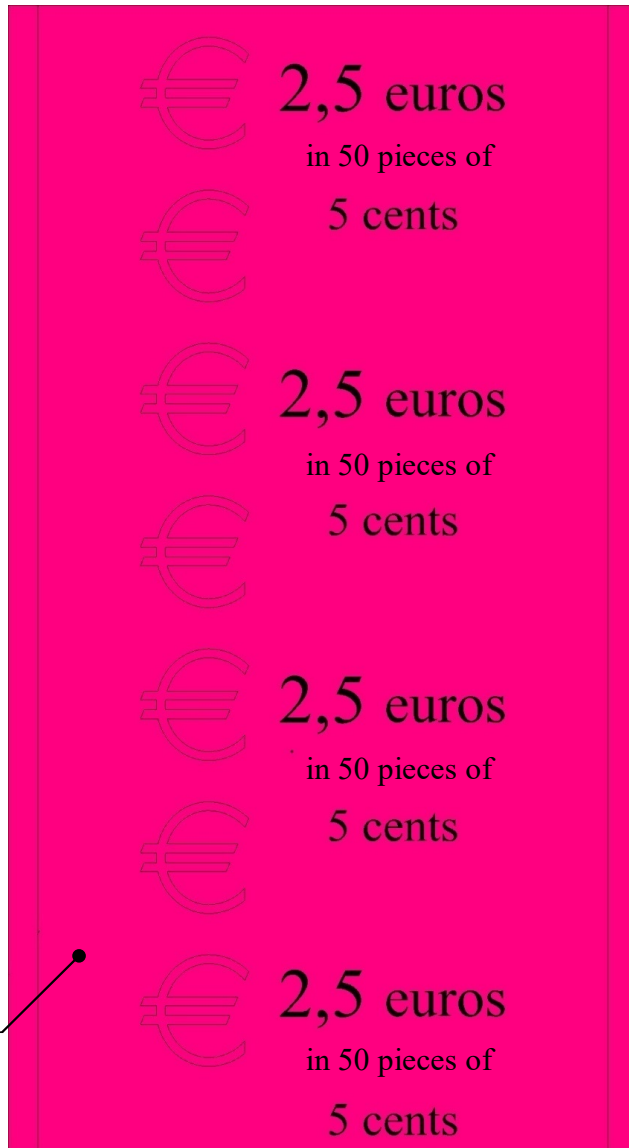 € 2,5 euros
in 50 pieces of
€ 5 cents
€ 2,5 euros
in 50 pieces of
€ 5 cents
€ 2,5 euros
in 50 pieces of
€ 5 cents
€ 2,5 euros
in 50 pieces of
5 cents